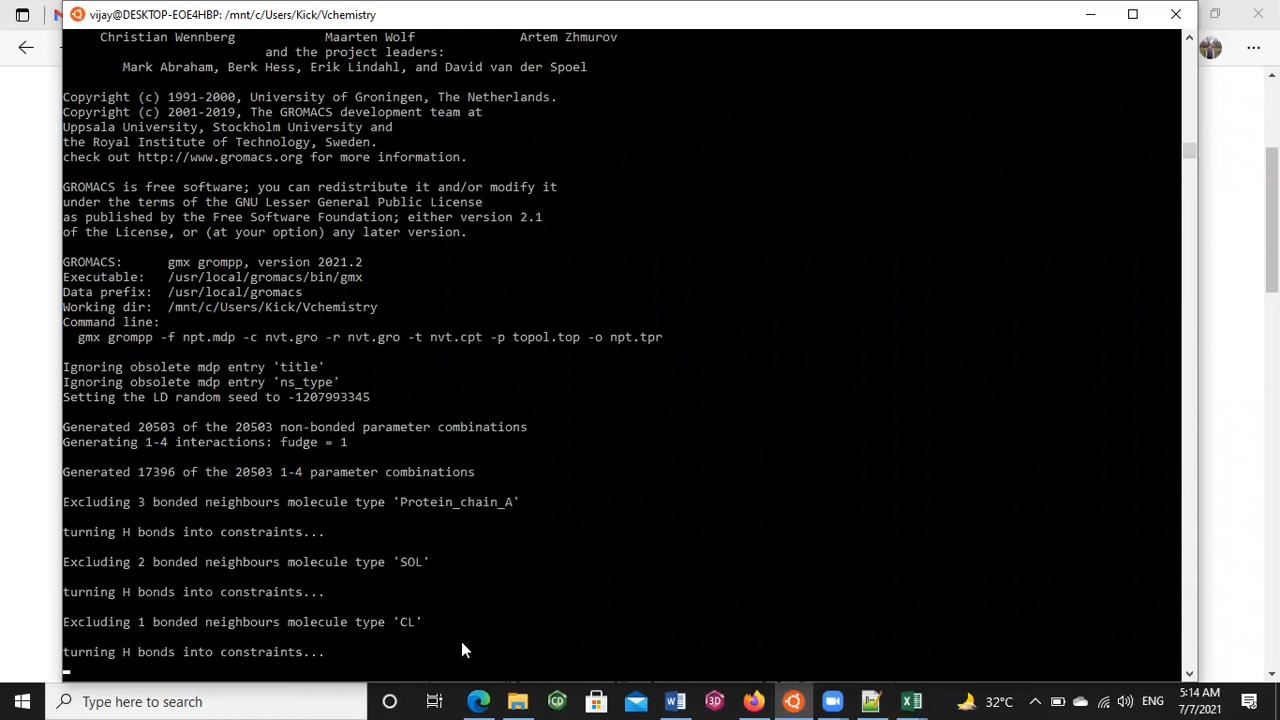 vijay@DESKTOP-EOE4HBP: /mnt/c/Users/Kick/Vchemistry
Christian Wennberg Maarten Wolf Artem Zhmurov
and the project leaders:
Mark Abraham, Berk Hess, Erik Lindahl, and David van der Spoel
Copyright (c) 1991-2000, University of Groningen, The Netherlands.
Copyright (c) 2001-2019, The GROMACS development team at
Uppsala University, Stockholm University and
the Royal Institute of Technology, Sweden.
check out http://www.gromacs.org for more information.
GROMACS is free software; you can redistribute it and/or modify it
under the terms of the GNU Lesser General Public License
as published by the Free Software Foundation; either version 2.1
of the License, or (at your option) any later version.
GROMACS: gmx grompp, version 2021.2
Executable: /usr/local/gromacs/bin/gmx
Data prefix: /usr/local/gromacs
Working dir: /mnt/c/Users/Kick/Vchemistry
Command line:
gmx grompp -f npt.mdp -c nvt.gro -r nvt.gro -t nvt.cpt -p topol.top -o npt.tpr
Ignoring obsolete mdp entry 'title'
Ignoring obsolete mdp entry 'ns_type'
Setting the LD random seed to -1207993345
Generated 20503 of the 20503 non-bonded parameter combinations
Generating 1-4 interactions: fudge = 1
Generated 17396 of the 20503 1-4 parameter combinations
Excluding 3 bonded neighbours molecule type 'Protein_chain_A'
turning H bonds into constraints...
Excluding 2 bonded neighbours molecule type 'SOL'
turning H bonds into constraints...
Excluding 1 bonded neighbours molecule type 'CL'
turning H bonds into constraints...
Type here to search
32°C
ENG
5:14 AM
7/7/2021